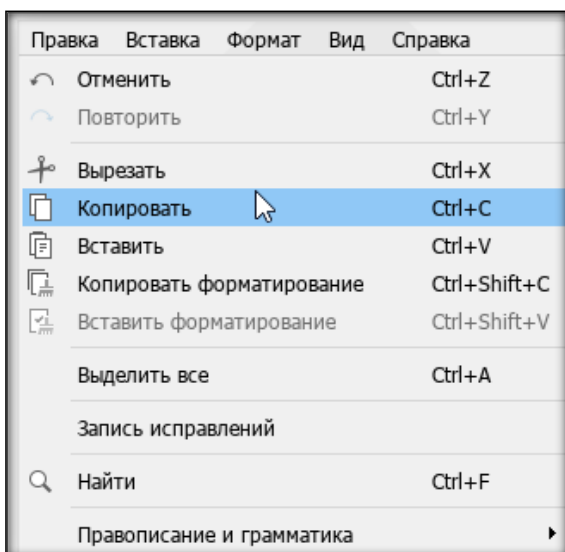 Правка Вставка Формат Вид Справка
Отменить Ctrl+Z
Повторить Ctrl+Y
Вырезать Ctrl+X
Копировать Ctrl+C
Вставить Ctrl+V
Копировать форматирование Ctrl+Shift+C
Вставить форматирование Ctrl+Shift+V
Выделить все Ctrl+A
Запись исправлений
Найти Ctrl+F
Правописание и грамматика